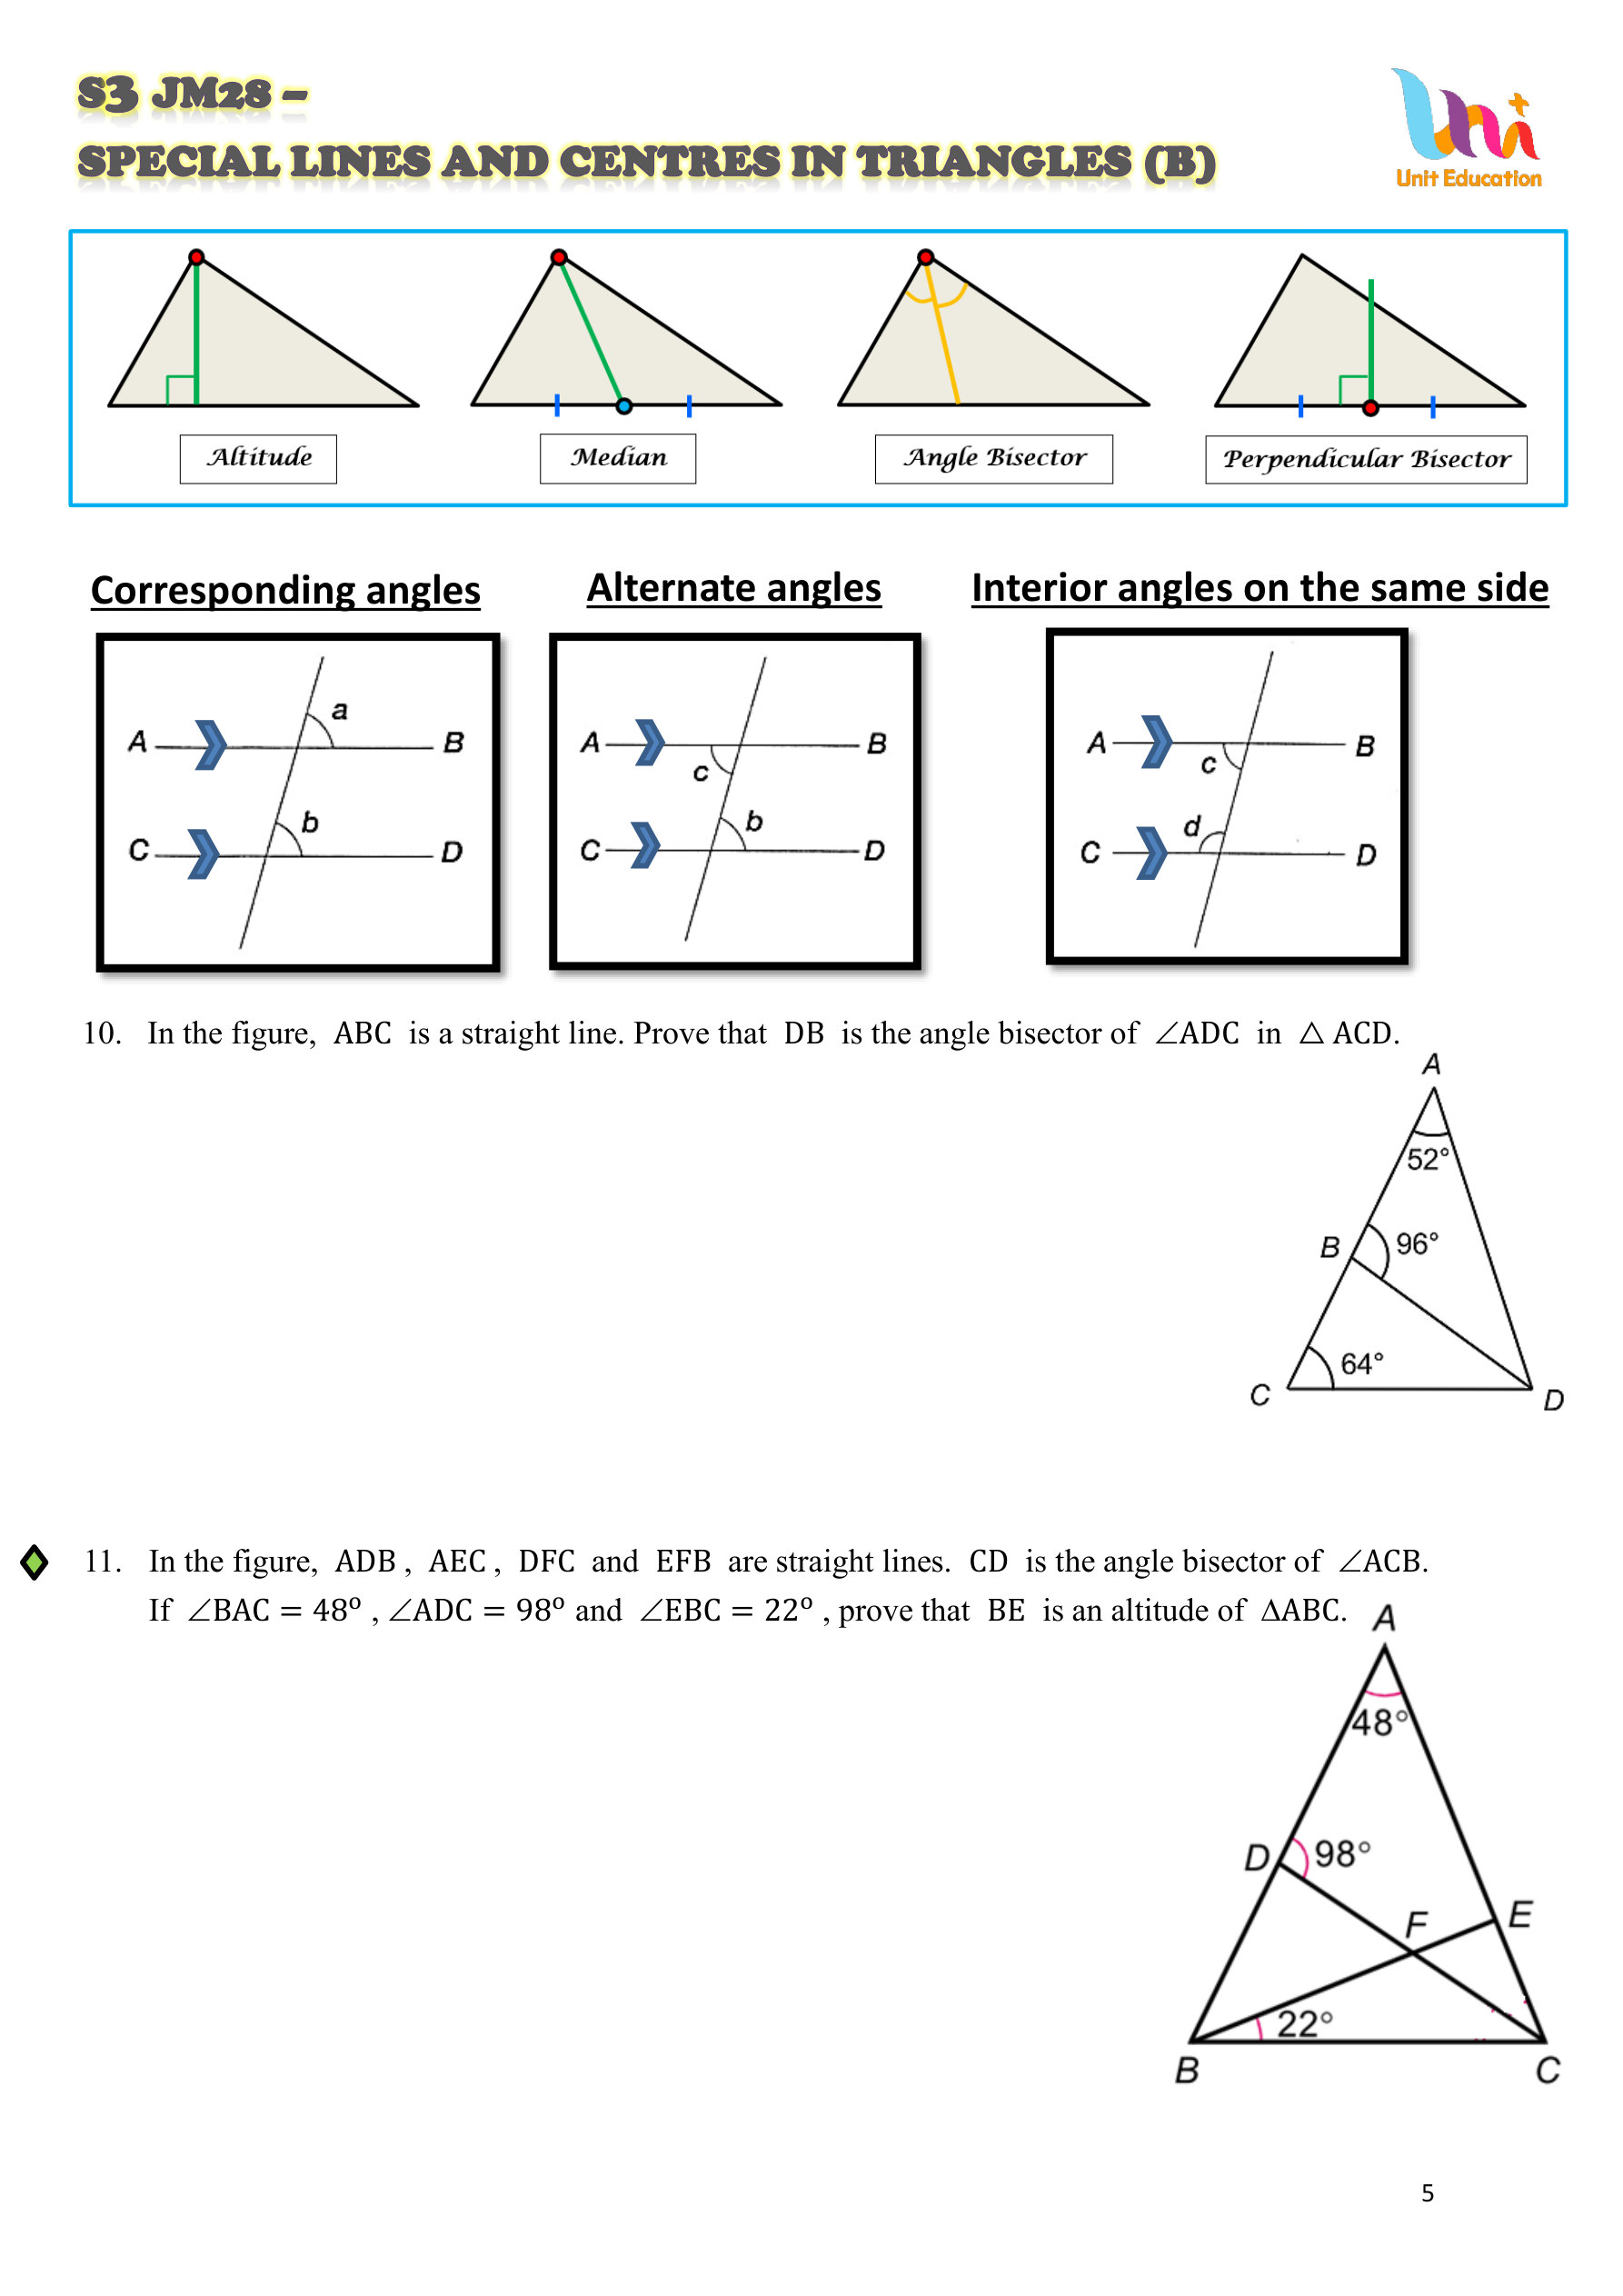 S3 JM28 –
SPECIAL LINES AND CENTRES IN TRIANGLES (B)
Uni+
Unit Education
Altitude
Median
Angle Bisector
Perpendicular Bisector
Corresponding angles
Alternate angles
Interior angles on the same side
a
A B
b
C D
A B
c
b
C D
A B
c
d
C D
10. In the figure, ABC is a straight line. Prove that DB is the angle bisector of ∠ADC in △ ACD.
A
52°
B 96°
64°
C D
11. In the figure, ADB , AEC , DFC and EFB are straight lines. CD is the angle bisector of ∠ACB.
If ∠BAC = 48° , ∠ADC = 98° and ∠EBC = 22° , prove that BE is an altitude of ΔABC.
A
48°
D 98°
F E
22°
B C
5